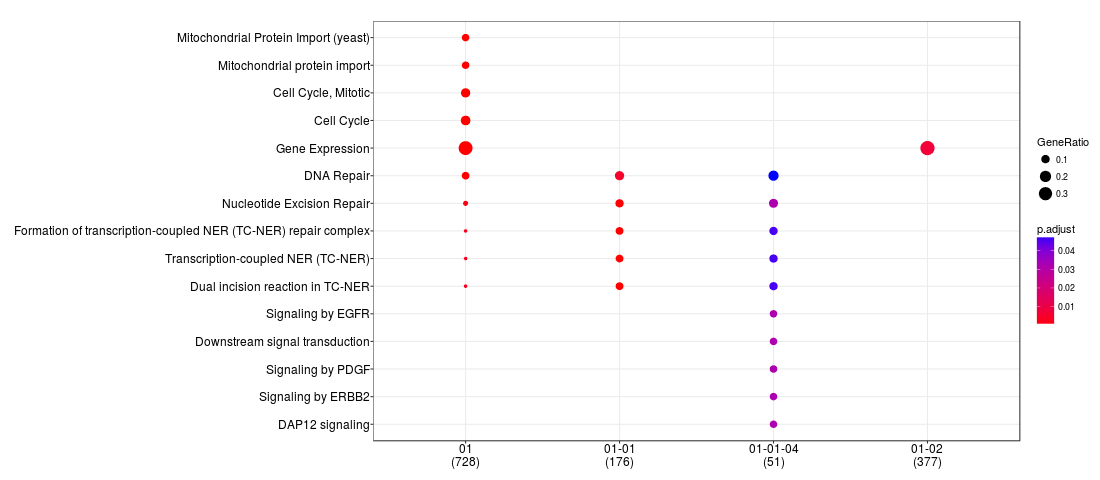 Mitochondrial Protein Import (yeast)
Mitochondrial protein import
Cell Cycle, Mitotic
Cell Cycle
Gene Expression
DNA Repair
Nucleotide Excision Repair
Formation of transcription-coupled NER (TC-NER) repair complex
Transcription-coupled NER (TC-NER)
Dual incision reaction in TC-NER
Signaling by EGFR
Downstream signal transduction
Signaling by PDGF
Signaling by ERBB2
DAP12 signaling
01 01-01 01-01-04 01-02
(728) (176) (51) (377)
GeneRatio
0.1
0.2
0.3
p.adjust
0.04
0.03
0.02
0.01